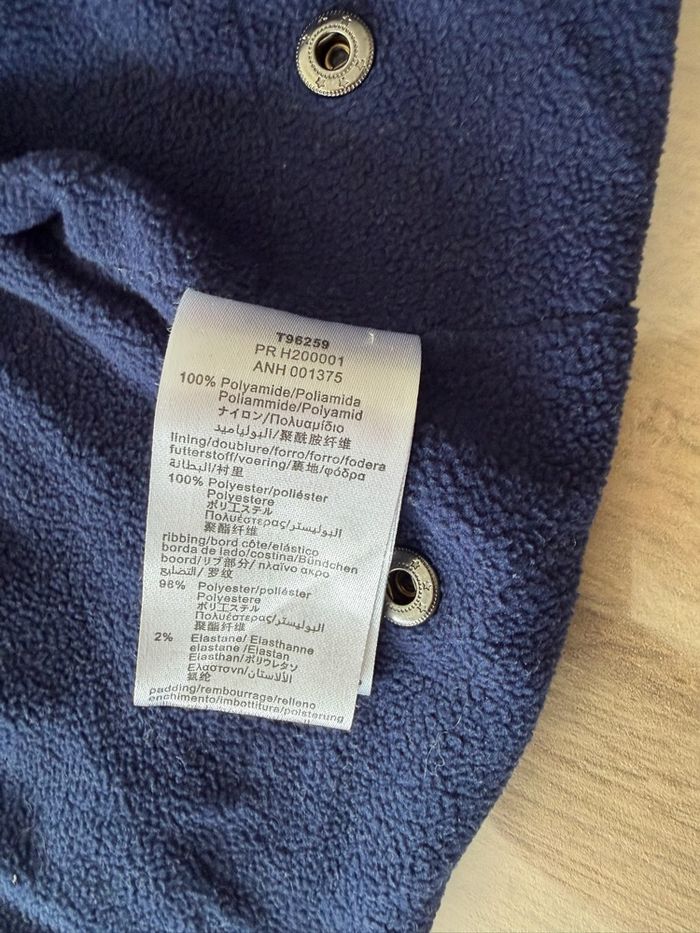 T96259
PR H200001
ANH 001375
100% Polyamide/Poliamida
Poliammide/Polyamid
ナイロン/Πολυαμίδιο
البولياميد/聚酰胺纤维
lining/doublure/forro/forro/fodera
futterstoff/voering/裏地/φόδρα
البطانة/衬里
100% Polyester/poliéster
Polyestere
ポリエステル
Πολυέστερας/البوليستر
聚酯纤维
ribbing/bord côte/elástico
borda de lado/costina/Bündchen
boord/リブ部分/ πλαϊνο ακρο
التضليع/ 罗纹
98% Polyester/poliéster
Polyestere
ポリエステル
Πολυέστερας/البوليستر
聚酯纤维
2% Elastane/ Elasthanne
elastane /Elastan
Elasthan/ポリウレタン
Ελαστανη/الألاستان
氨纶
padding/rembourrage/relleno
enchimento/imbottitura/polsterung